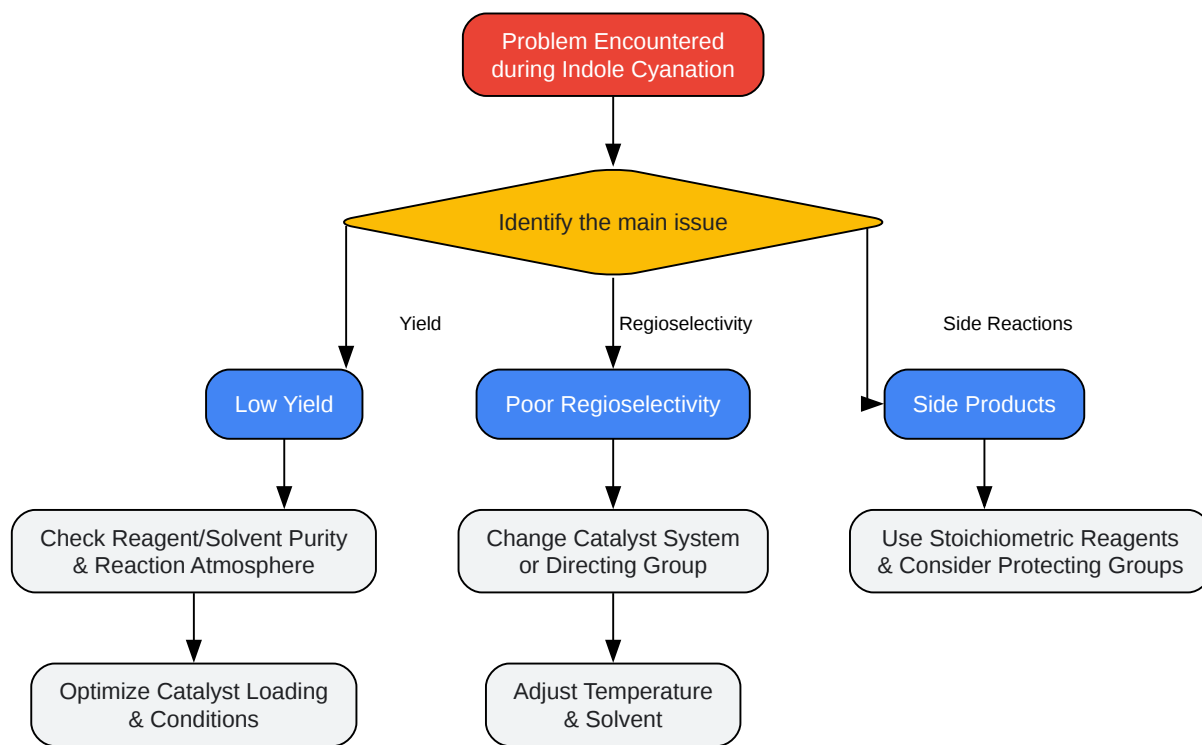 Problem Encountered
during Indole Cyanation
Identify the main issue
Yield
Regioselectivity
Side Reactions
Low Yield
Poor Regioselectivity
Side Products
Check Reagent/Solvent Purity
& Reaction Atmosphere
Change Catalyst System
or Directing Group
Use Stoichiometric Reagents
& Consider Protecting Groups
Optimize Catalyst Loading
& Conditions
Adjust Temperature
& Solvent